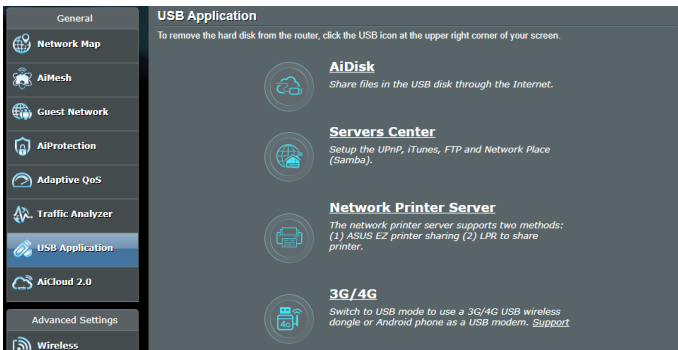 General
Network Map
AiMesh
Guest Network
AiProtection
Adaptive QoS
Traffic Analyzer
USB Application
AiCloud 2.0
Advanced Settings
Wireless
USB Application
To remove the hard disk from the router, click the USB icon at the upper right corner of your screen.
AiDisk
Share files in the USB disk through the Internet.
Servers Center
Setup the UPnP, iTunes, FTP and Network Place
(Samba).
Network Printer Server
The network printer server supports two methods:
(1) ASUS EZ printer sharing (2) LPR to share
printer.
4G
3G/4G
Switch to USB mode to use a 3G/4G USB wireless
dongle or Android phone as a USB modem. Support